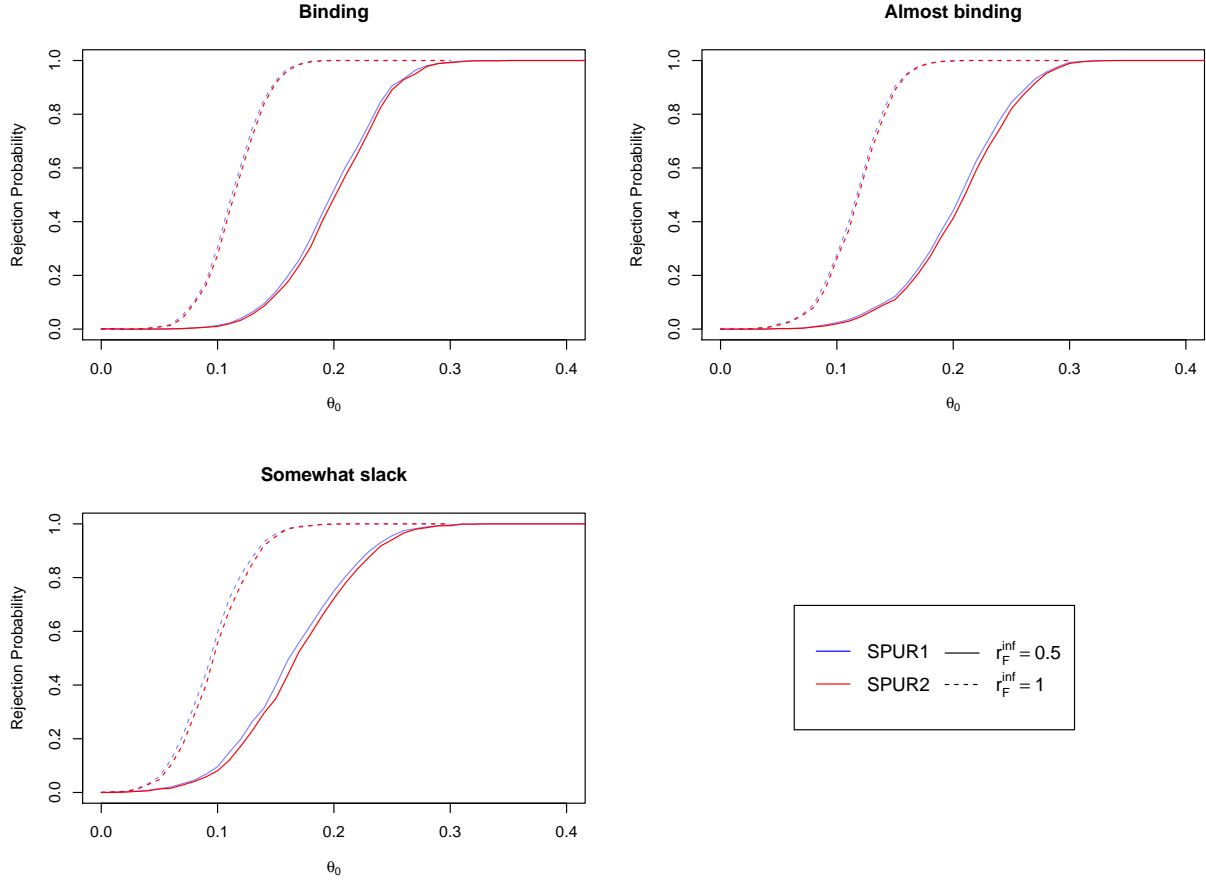 Binding
Rejection Probability
0.0 0.2 0.4 0.6 0.8 1.0
0.0 0.1 0.2 0.3 0.4
θ₀
Almost binding
Rejection Probability
0.0 0.2 0.4 0.6 0.8 1.0
0.0 0.1 0.2 0.3 0.4
θ₀
Somewhat slack
Rejection Probability
0.0 0.2 0.4 0.6 0.8 1.0
0.0 0.1 0.2 0.3 0.4
θ₀
SPUR1 r_F^inf = 0.5
SPUR2 r_F^inf = 1